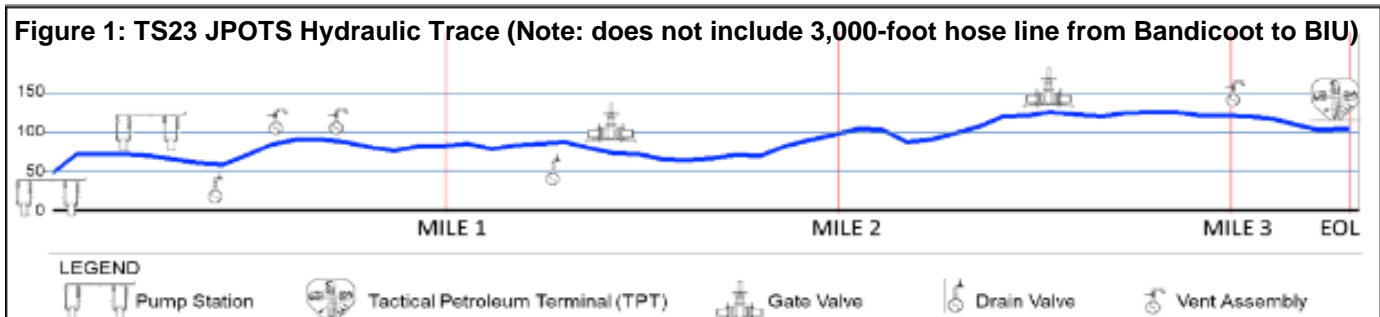 Figure 1: TS23 JPOTS Hydraulic Trace (Note: does not include 3,000-foot hose line from Bandicoot to BIU)
150
100
50
0
MILE 1 MILE 2 MILE 3 EOL
LEGEND
Pump Station Tactical Petroleum Terminal (TPT) Gate Valve Drain Valve Vent Assembly